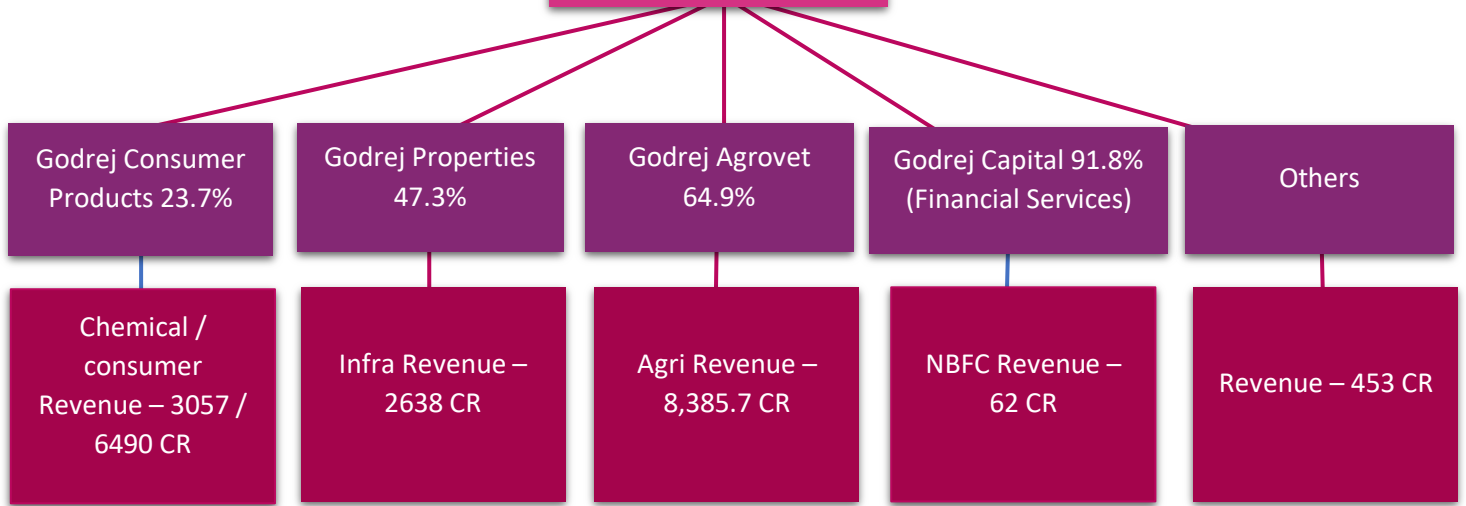 Godrej Consumer
Products 23.7%
Godrej Properties
47.3%
Godrej Agrovet
64.9%
Godrej Capital 91.8%
(Financial Services)
Others
Chemical /
consumer
Revenue – 3057 /
6490 CR
Infra Revenue –
2638 CR
Agri Revenue –
8,385.7 CR
NBFC Revenue –
62 CR
Revenue – 453 CR